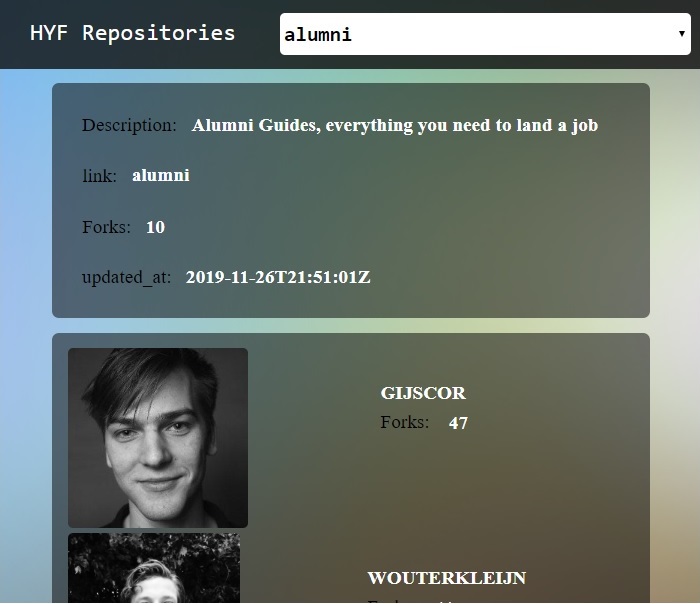 HYF Repositories alumni
Description: Alumni Guides, everything you need to land a job
link: alumni
Forks: 10
updated_at: 2019-11-26T21:51:01Z
GIJSCOR
Forks: 47
WOUTERKLEIJN